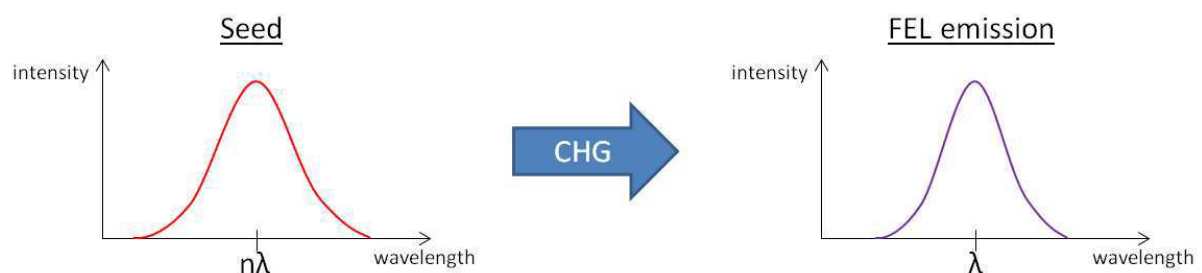 Seed
intensity
nλ
wavelength
CHG
FEL emission
intensity
λ
wavelength